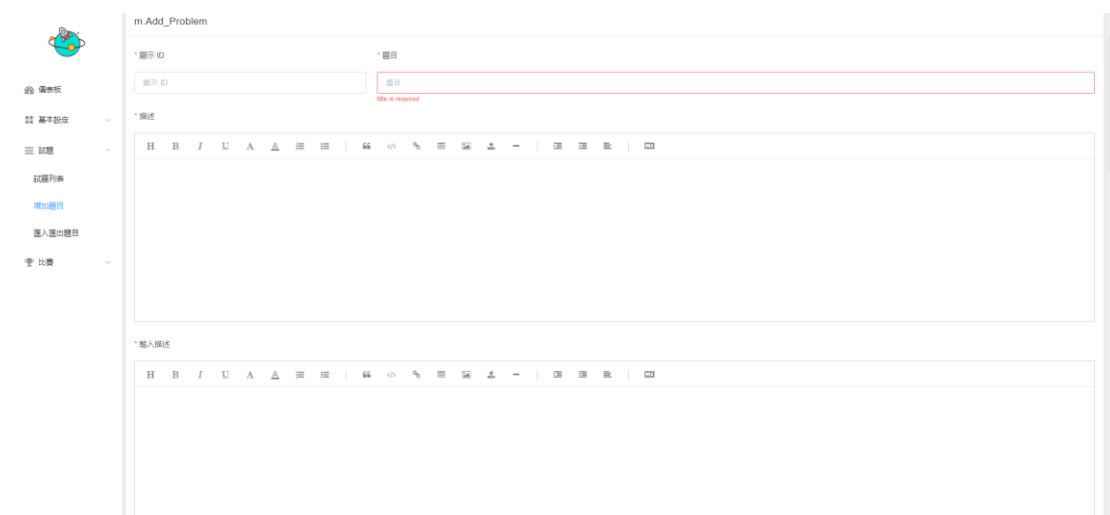 m.Add_Problem
* 顯示 ID
* 題目
顯示 ID
題目
title is required
儀表板
基本設定
試題
試題列表
增加題目
匯入匯出題目
比賽
* 描述
H B I U A A
* 輸入描述
H B I U A A